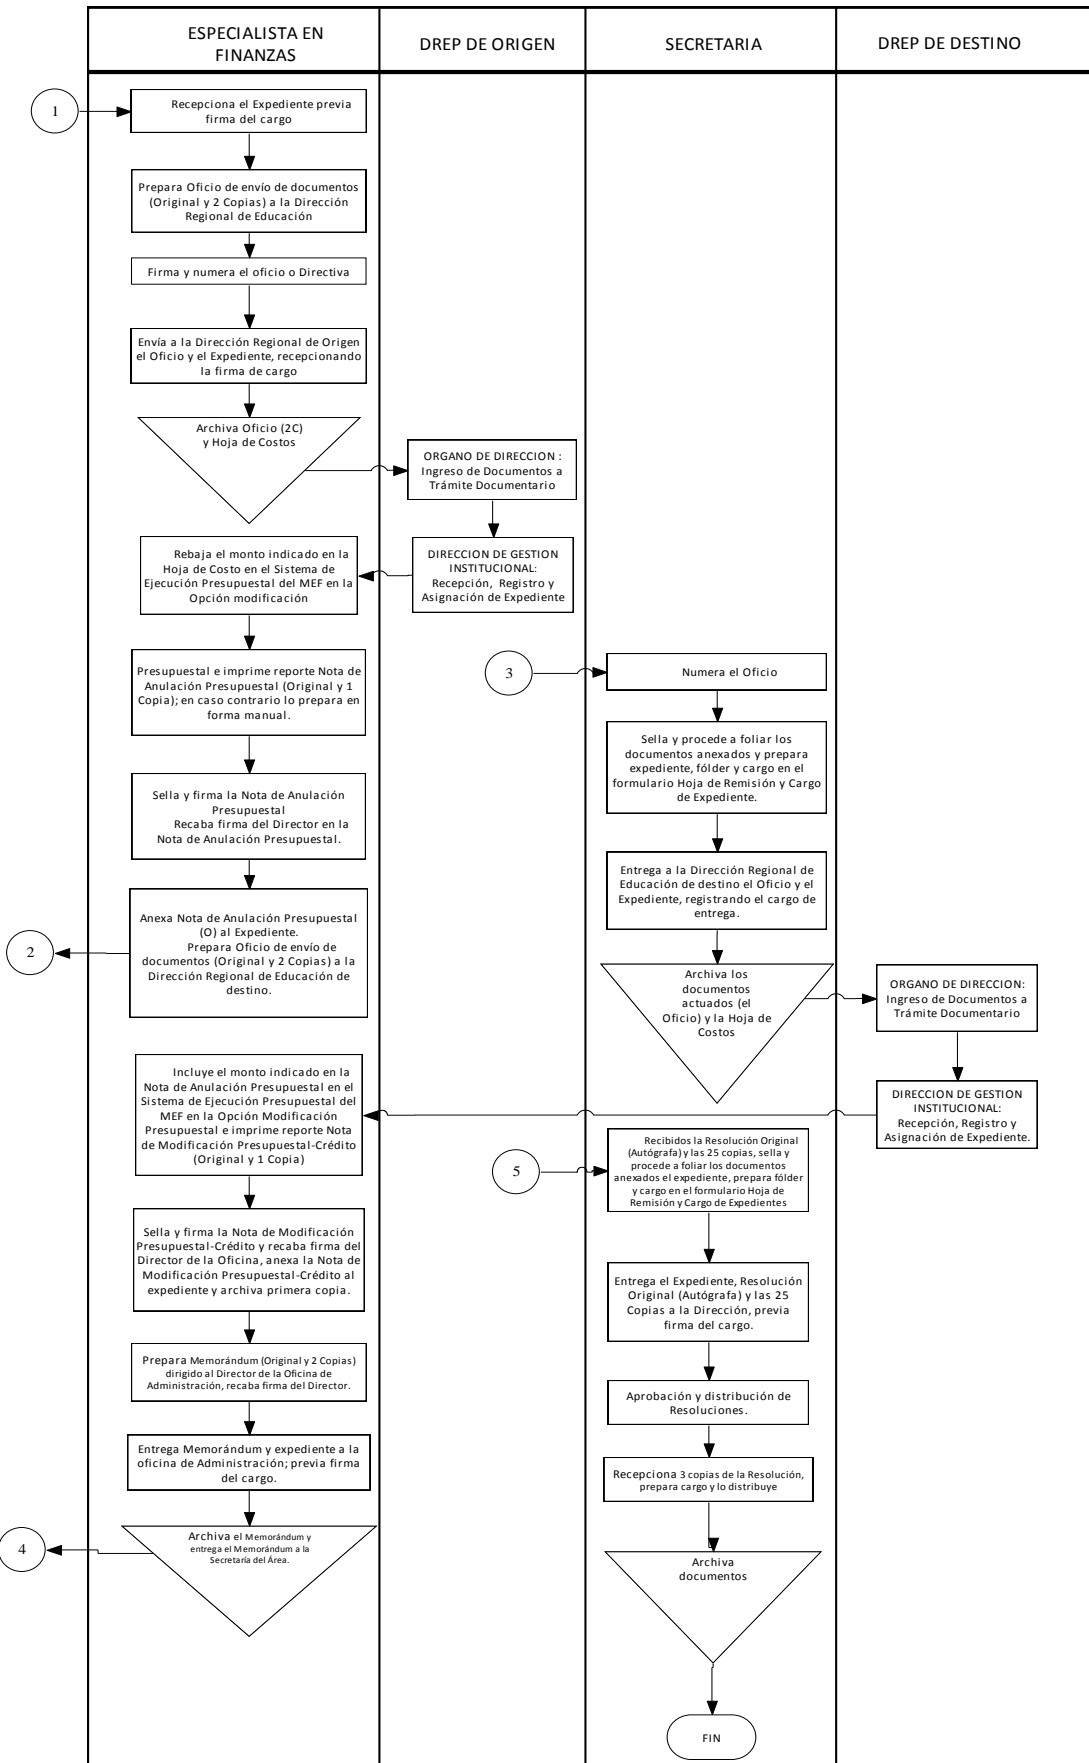 ESPECIALISTA EN
FINANZAS
DREP DE ORIGEN
SECRETARIA
DREP DE DESTINO
1
Recepciona el Expediente previa
firma del cargo
Prepara Oficio de envío de documentos
(Original y 2 Copias) a la Dirección
Regional de Educación
Firma y numera el oficio o Directiva
Envía a la Dirección Regional de Origen
el Oficio y el Expediente, recepcionando
la firma de cargo
Archiva Oficio (2C)
y Hoja de Costos
ORGANO DE DIRECCION :
Ingreso de Documentos a
Trámite Documentario
DIRECCION DE GESTION
INSTITUCIONAL:
Recepción, Registro y
Asignación de Expediente
Rebaja el monto indicado en la
Hoja de Costo en el Sistema de
Ejecución Presupuestal del MEF en la
Opción modificación
Presupuestal e imprime reporte Nota de
Anulación Presupuestal (Original y 1
Copia); en caso contrario lo prepara en
forma manual.
Sella y firma la Nota de Anulación
Presupuestal
Recaba firma del Director en la
Nota de Anulación Presupuestal.
Anexa Nota de Anulación Presupuestal
(O) al Expediente.
Prepara Oficio de envío de
documentos (Original y 2 Copias) a la
Dirección Regional de Educación de
destino.
2
3
Numera el Oficio
Sella y procede a foliar los
documentos anexados y prepara
expediente, fólder y cargo en el
formulario Hoja de Remisión y Cargo
de Expediente.
Entrega a la Dirección Regional de
Educación de destino el Oficio y el
Expediente, registrando el cargo de
entrega.
Archiva los
documentos
actuados (el
Oficio) y la Hoja de
Costos
ORGANO DE DIRECCION:
Ingreso de Documentos a
Trámite Documentario
DIRECCION DE GESTION
INSTITUCIONAL:
Recepción, Registro y
Asignación de Expediente.
Incluye el monto indicado en la
Nota de Anulación Presupuestal en el
Sistema de Ejecución Presupuestal del
MEF en la Opción Modificación
Presupuestal e imprime reporte Nota
de Modificación Presupuestal-Crédito
(Original y 1 Copia)
Sella y firma la Nota de Modificación
Presupuestal-Crédito y recaba firma del
Director de la Oficina, anexa la Nota de
Modificación Presupuestal-Crédito al
expediente y archiva primera copia.
Prepara Memorándum (Original y 2 Copias)
dirigido al Director de la Oficina de
Administración, recaba firma del Director.
Entrega Memorándum y expediente a la
oficina de Administración; previa firma
del cargo.
Archiva el Memorándum y
entrega el Memorándum a la
Secretaría del Área.
4
5
Recibidos la Resolución Original
(Autógrafa) y las 25 copias, sella y
procede a foliar los documentos
anexados el expediente, prepara fólder
y cargo en el formulario Hoja de
Remisión y Cargo de Expedientes
Entrega el Expediente, Resolución
Original (Autógrafa) y las 25
Copias a la Dirección, previa
firma del cargo.
Aprobación y distribución de
Resoluciones.
Recepciona 3 copias de la Resolución,
prepara cargo y lo distribuye
Archiva
documentos
FIN